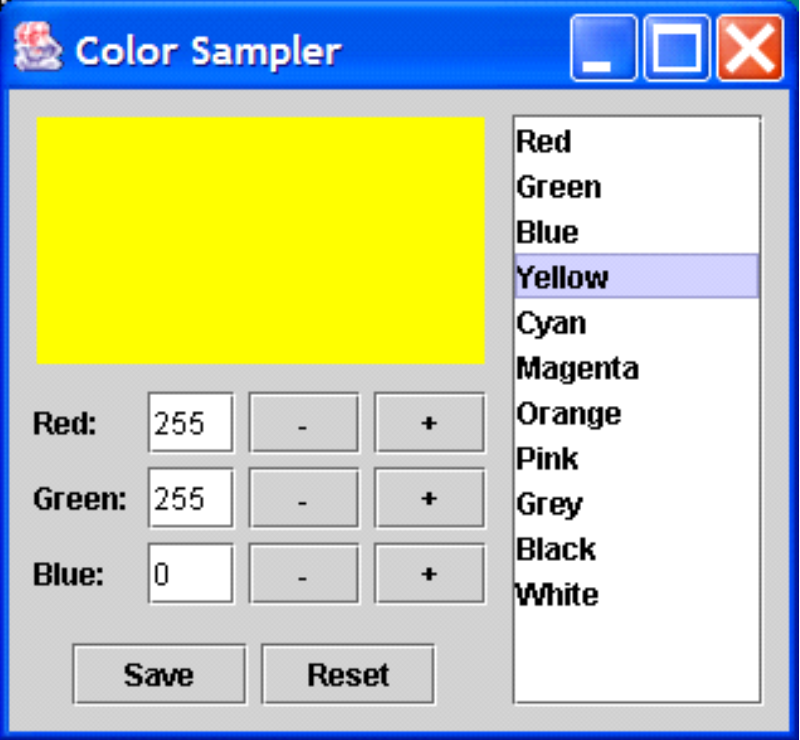 Color Sampler
Red: 255 - +
Green: 255 - +
Blue: 0 - +
Save Reset
Red
Green
Blue
Yellow
Cyan
Magenta
Orange
Pink
Grey
Black
White